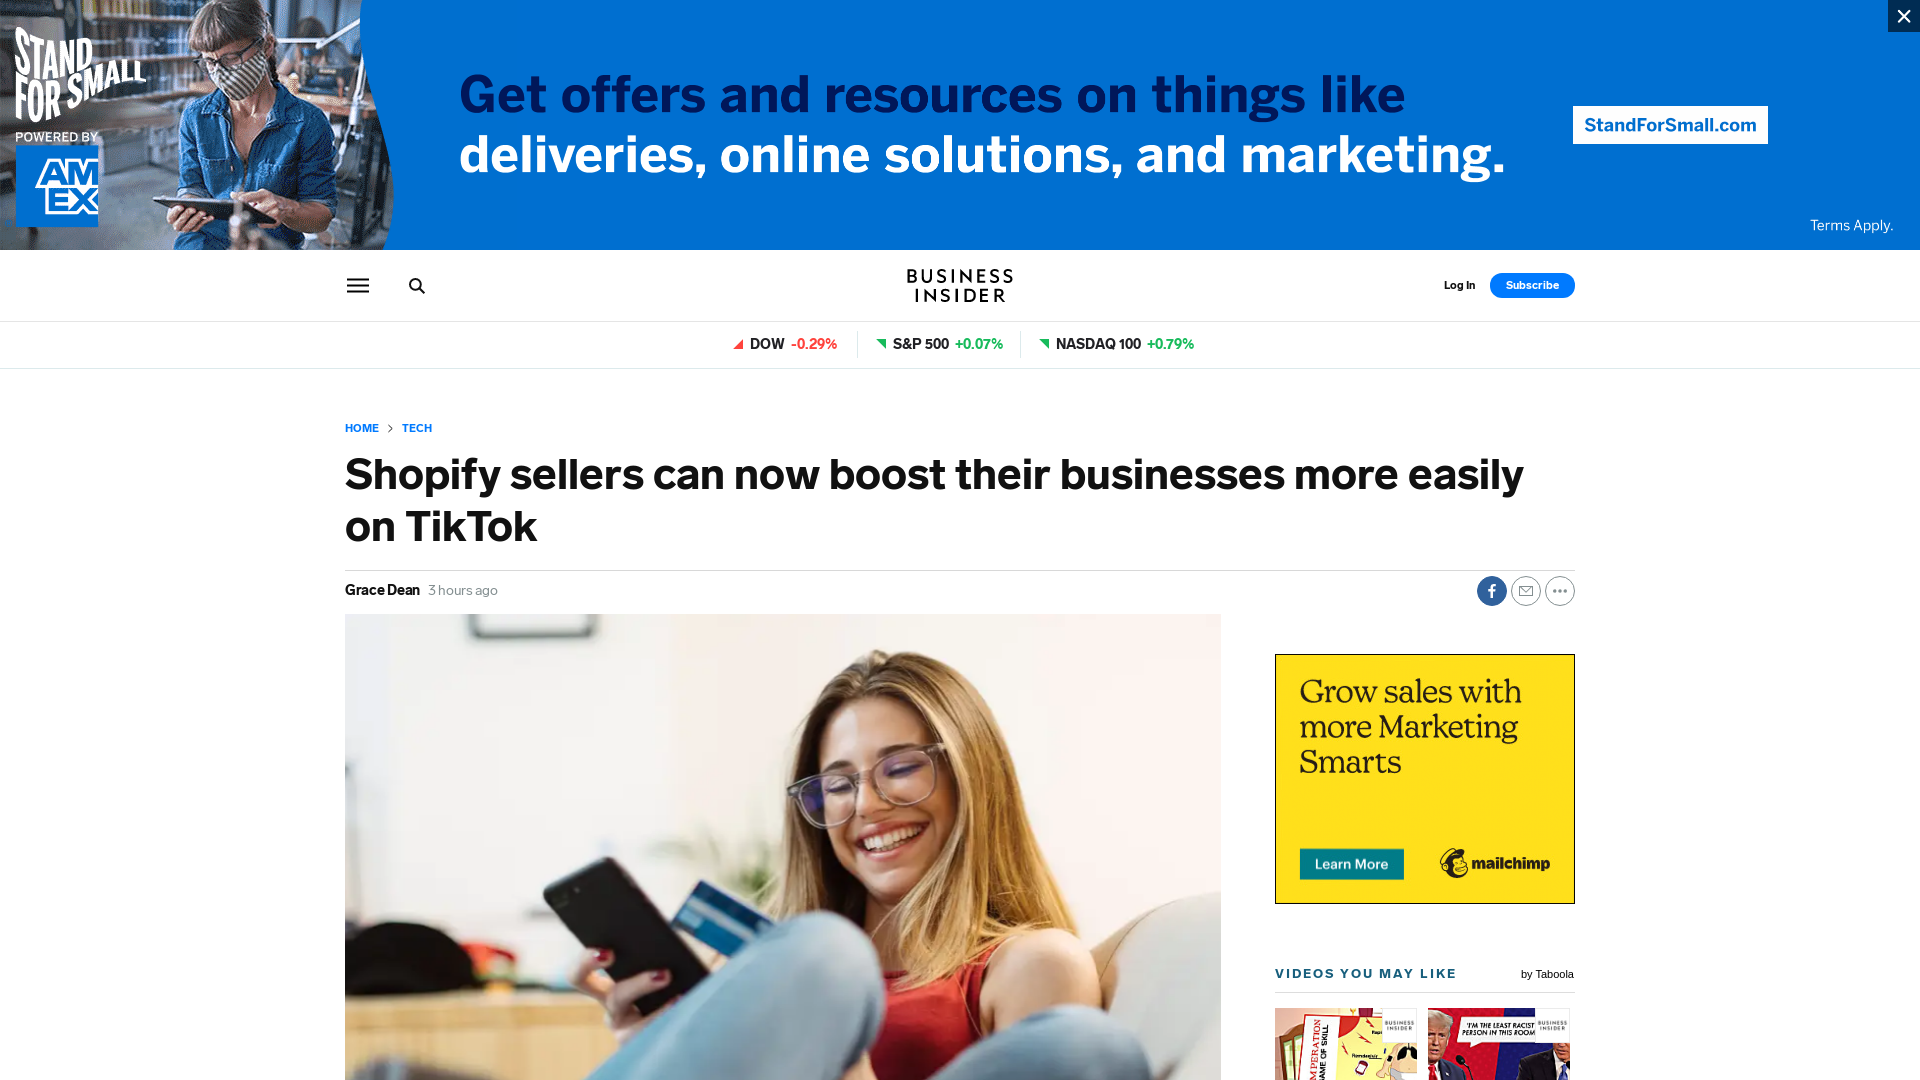 STAND
FOR SMALL
POWERED BY
AM
EX
Get offers and resources on things like
deliveries, online solutions, and marketing.
StandForSmall.com
Terms Apply.
BUSINESS
INSIDER
Log In
Subscribe
DOW -0.29%
S&P 500 +0.07%
NASDAQ 100 +0.79%
HOME > TECH
Shopify sellers can now boost their businesses more easily
on TikTok
Grace Dean 3 hours ago
Grow sales with
more Marketing
Smarts
Learn More
mailchimp
VIDEOS YOU MAY LIKE
by Taboola
BUSINESS
INSIDER
GAME OF SKILL
Remdesivir
'I'M THE LEAST RACIST
PERSON IN THIS ROOM
BUSINESS
INSIDER